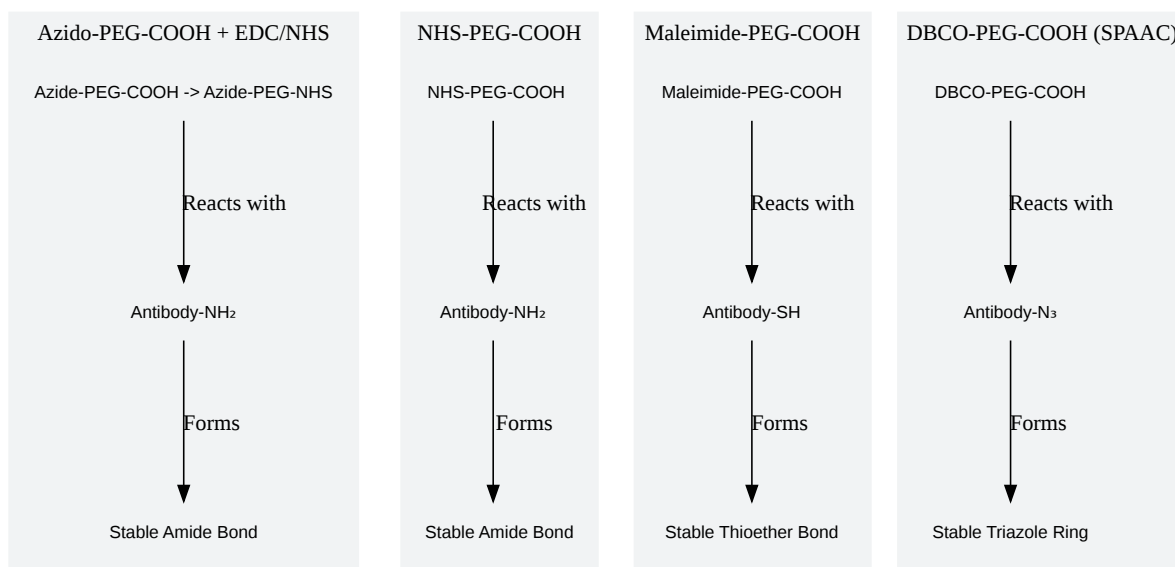 Azido-PEG-COOH + EDC/NHS
Azide-PEG-COOH -> Azide-PEG-NHS
Reacts with
Antibody-NH₂
Forms
Stable Amide Bond
NHS-PEG-COOH
NHS-PEG-COOH
Reacts with
Antibody-NH₂
Forms
Stable Amide Bond
Maleimide-PEG-COOH
Maleimide-PEG-COOH
Reacts with
Antibody-SH
Forms
Stable Thioether Bond
DBCO-PEG-COOH (SPAAC)
DBCO-PEG-COOH
Reacts with
Antibody-N₃
Forms
Stable Triazole Ring